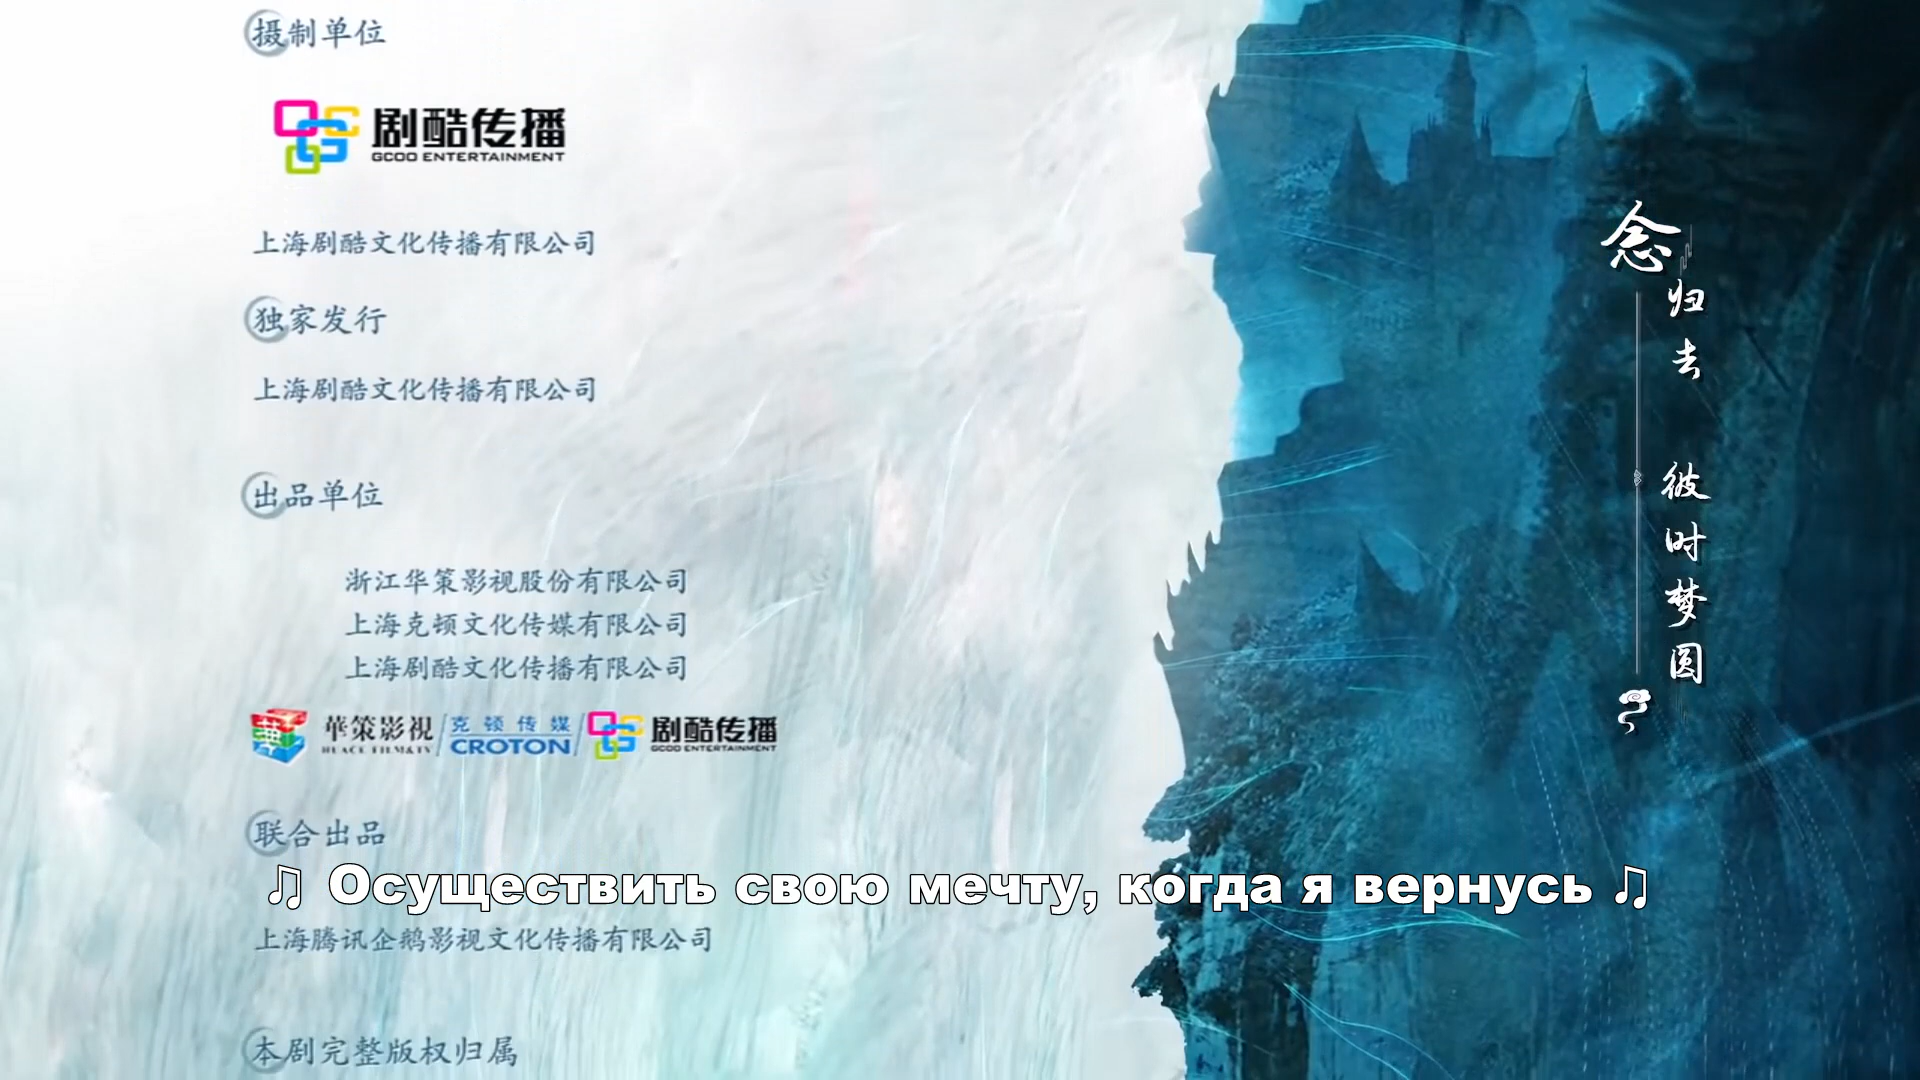 摄制单位
剧酷传播
GCOO ENTERTAINMENT
上海剧酷文化传播有限公司
独家发行
上海剧酷文化传播有限公司
出品单位
浙江华策影视股份有限公司
上海克顿文化传媒有限公司
上海剧酷文化传播有限公司
華策影視
HUACE FILM&TV
克顿传媒
CROTON
剧酷传播
GCOO ENTERTAINMENT
联合出品
♫ Осуществить свою мечту, когда я вернусь ♫
上海腾讯企鹅影视文化传播有限公司
本剧完整版权归属
念归去 彼时梦圆